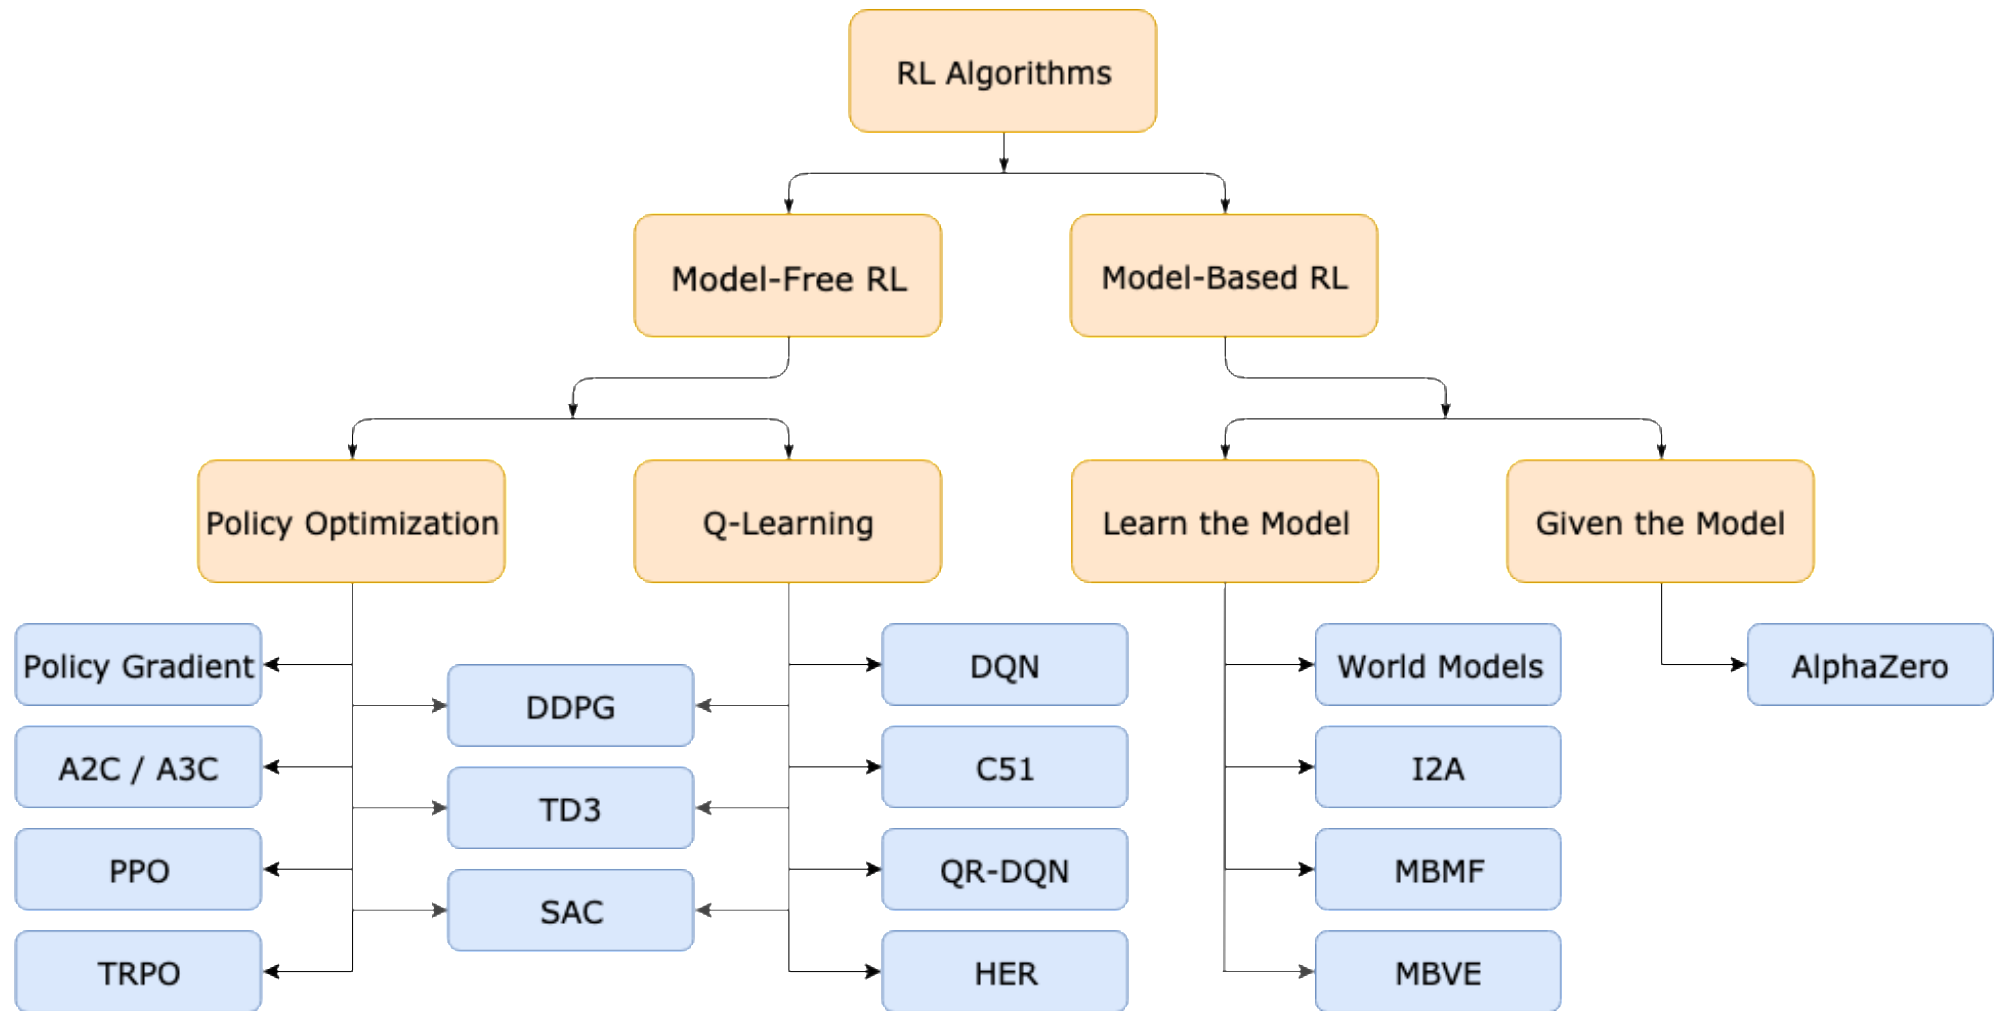 RL Algorithms
Model-Free RL
Model-Based RL
Policy Optimization
Q-Learning
Learn the Model
Given the Model
Policy Gradient
DDPG
DQN
World Models
AlphaZero
A2C / A3C
TD3
C51
I2A
PPO
SAC
QR-DQN
MBMF
TRPO
HER
MBVE